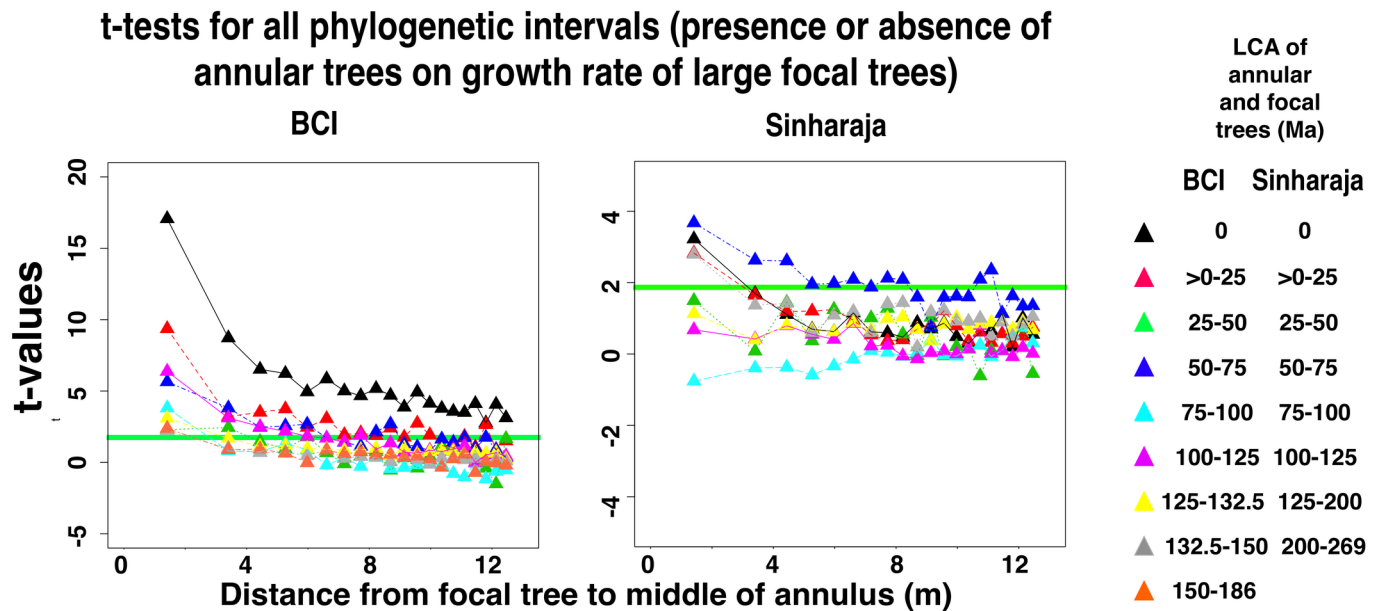 t-tests for all phylogenetic intervals (presence or absence of
annular trees on growth rate of large focal trees)
BCI
Sinharaja
t-values
t
20
15
10
5
0
-5
0 4 8 12
4
2
0
-2
-4
0 4 8 12
Distance from focal tree to middle of annulus (m)
LCA of
annular
and focal
trees (Ma)
BCI Sinharaja
0 0
>0-25 >0-25
25-50 25-50
50-75 50-75
75-100 75-100
100-125 100-125
125-132.5 125-200
132.5-150 200-269
150-186